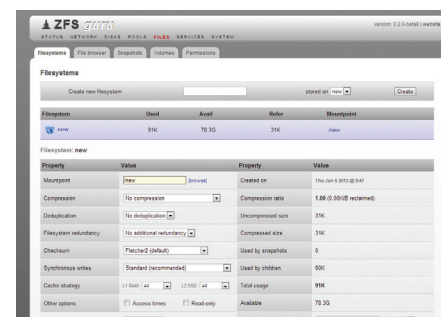 ZFS guru
version: 0.2.0-beta8 | website
STATUS NETWORK DISKS POOLS FILES SERVICES SYSTEM
Filesystems File browser Snapshots Volumes Permissions
Filesystems
Create new filesystem stored on new Create
Filesystem Used Avail Refer Mountpoint
new 91K 78.3G 31K /new
Filesystem: new
Property Value Property Value
Mountpoint /new [browse] Created on Thu Jan 6 2013 @ 9:47
Compression No compression Compression ratio 1.00 (0.00KiB reclaimed)
Deduplication No deduplication Uncompressed size 31K
Filesystem redundancy No additional redundancy Compressed size 31K
Checksum Fletcher2 (default) Used by snapshots 0
Synchronous writes Standard (recommended) Used by children 60K
Cache strategy L1 RAM: All L2 SSD: All Total usage 91K
Other options Access times Read-only Available 78.3G